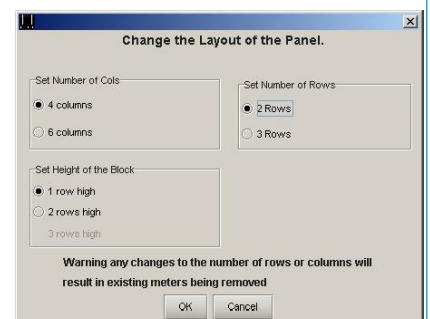 Change the Layout of the Panel.
Set Number of Cols
4 columns
6 columns
Set Number of Rows
2 Rows
3 Rows
Set Height of the Block
1 row high
2 rows high
3 rows high
Warning any changes to the number of rows or columns will
result in existing meters being removed
OK Cancel